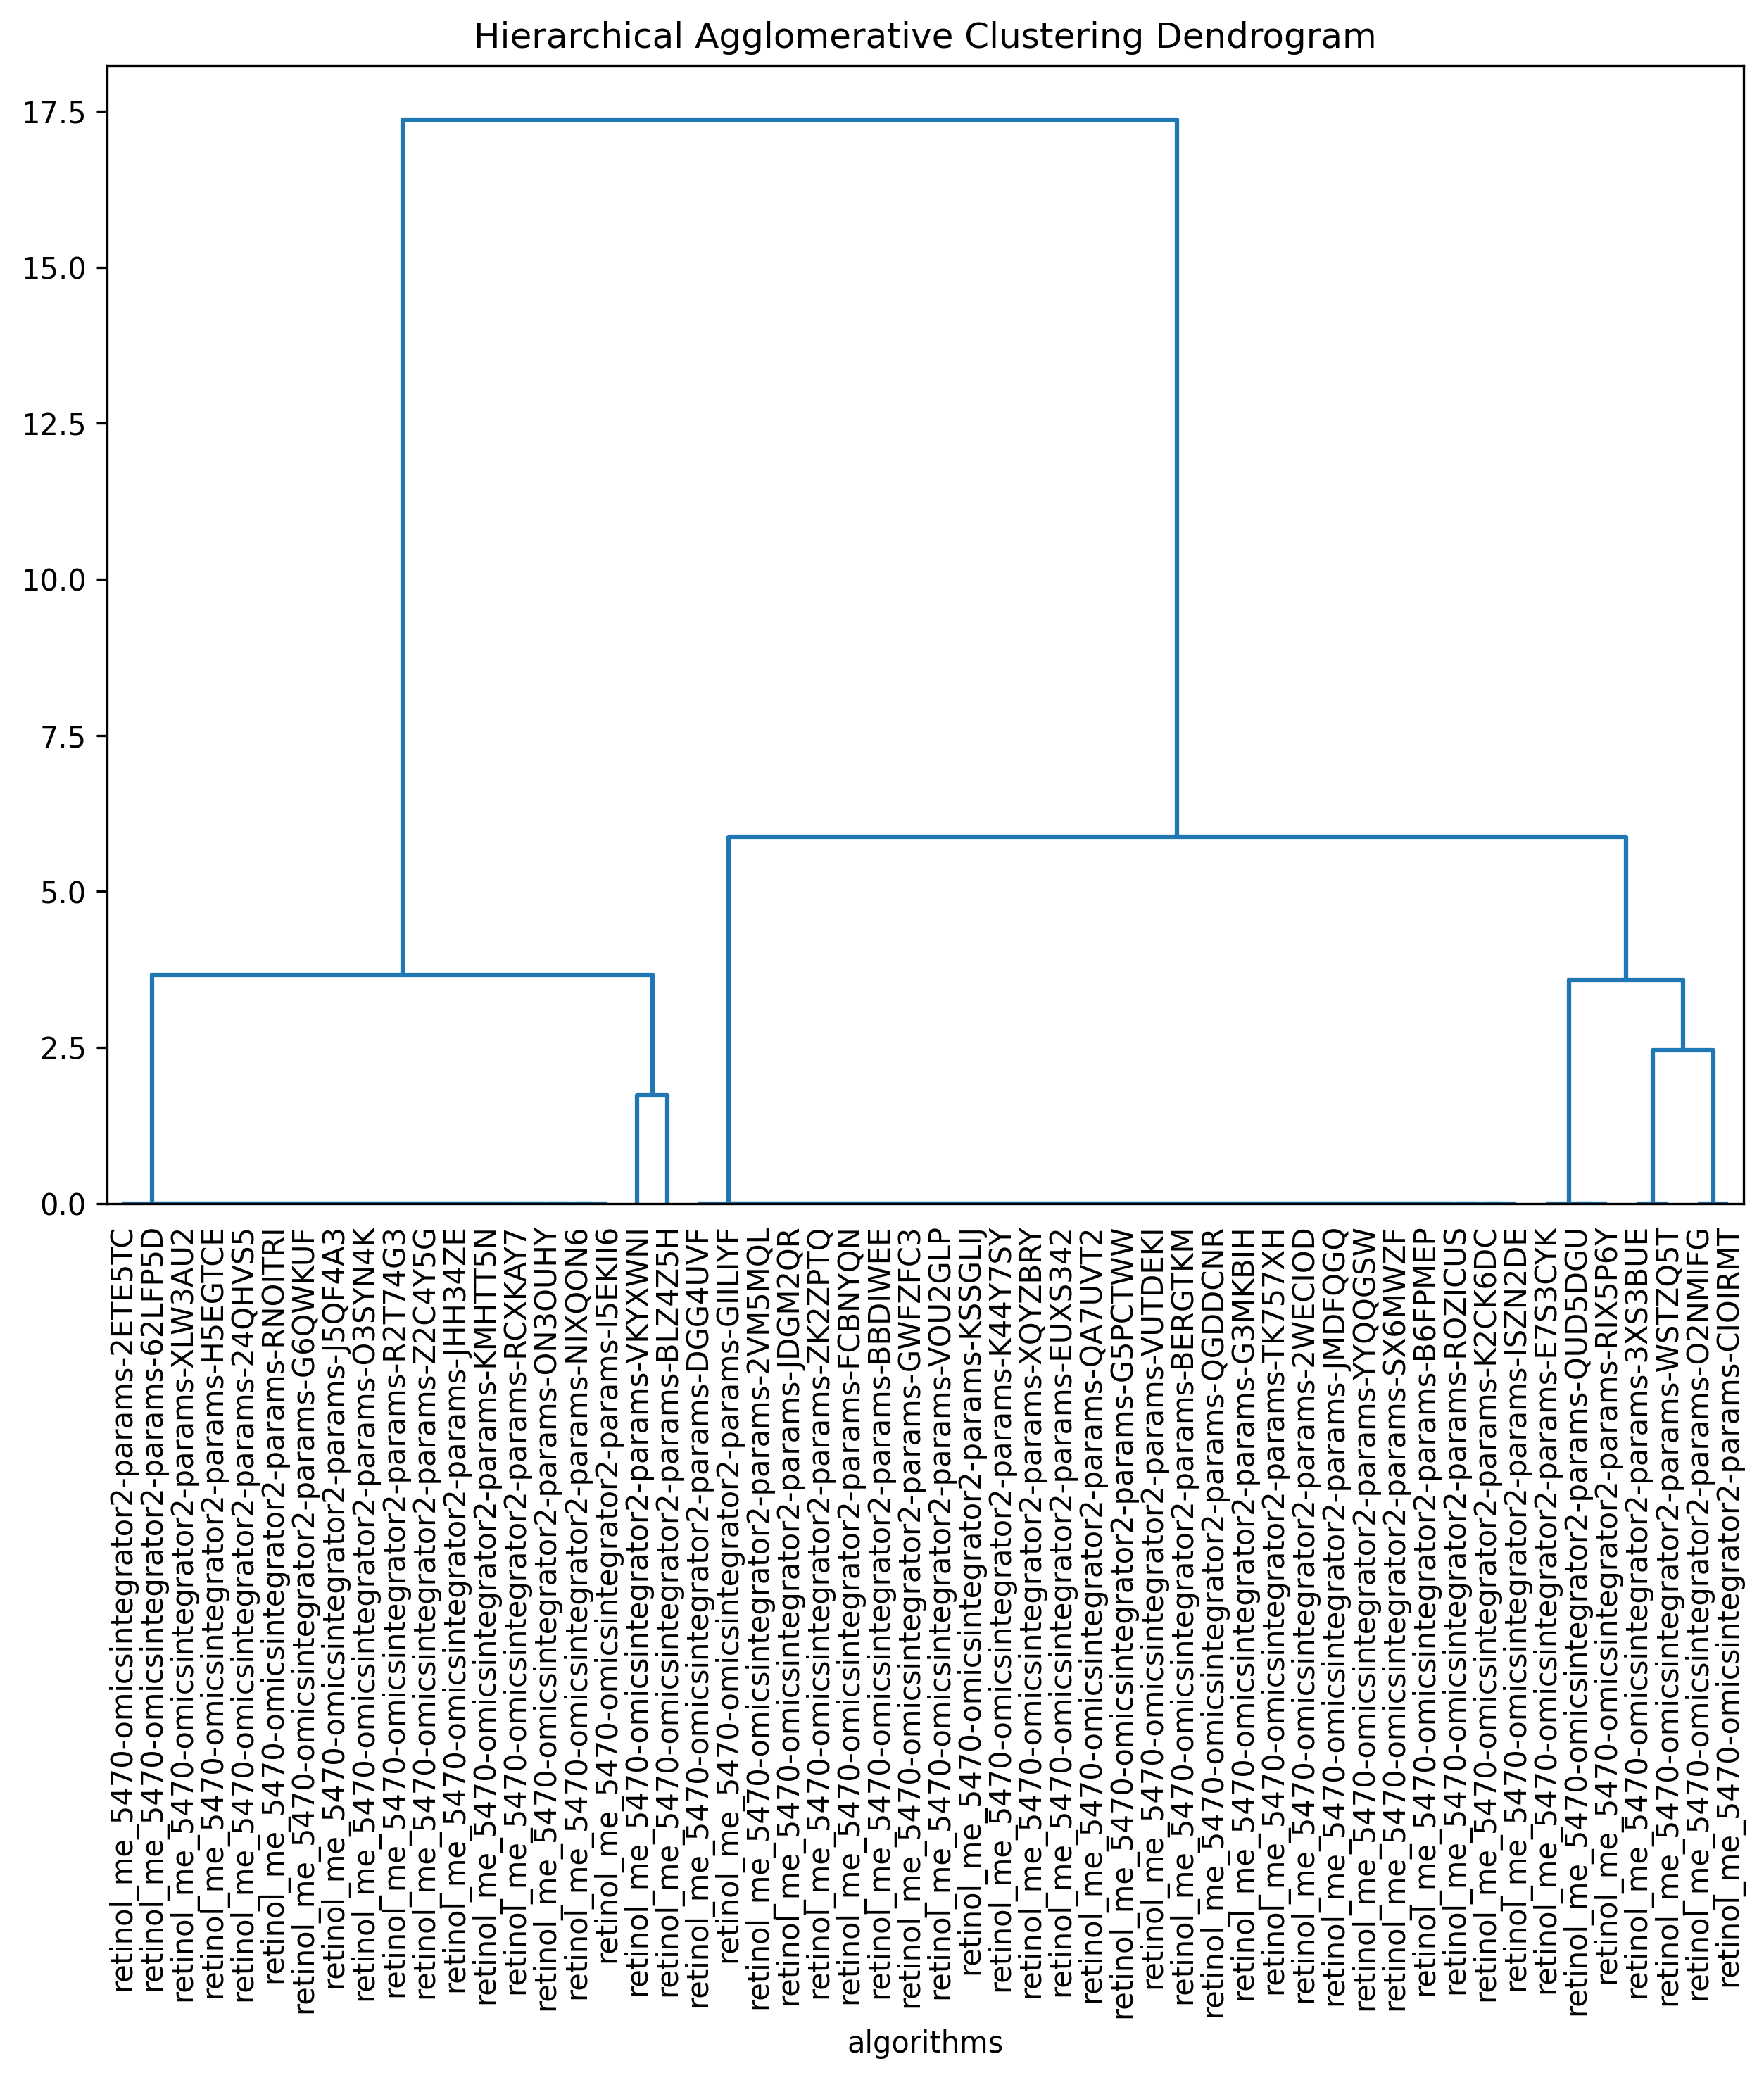 Hierarchical Agglomerative Clustering Dendrogram
17.5
15.0
12.5
10.0
7.5
5.0
2.5
0.0
retinol_me_5470-omicsintegrator2-params-2ETE5TC
retinol_me_5470-omicsintegrator2-params-62LFP5D
retinol_me_5470-omicsintegrator2-params-XLW3AU2
retinol_me_5470-omicsintegrator2-params-H5EGTCE
retinol_me_5470-omicsintegrator2-params-24QHVS5
retinol_me_5470-omicsintegrator2-params-RNOITRI
retinol_me_5470-omicsintegrator2-params-G6QWKUF
retinol_me_5470-omicsintegrator2-params-J5QF4A3
retinol_me_5470-omicsintegrator2-params-O3SYN4K
retinol_me_5470-omicsintegrator2-params-R2T74G3
retinol_me_5470-omicsintegrator2-params-Z2C4Y5G
retinol_me_5470-omicsintegrator2-params-JHH34ZE
retinol_me_5470-omicsintegrator2-params-KMHTT5N
retinol_me_5470-omicsintegrator2-params-RCXKAY7
retinol_me_5470-omicsintegrator2-params-ON3OUHY
retinol_me_5470-omicsintegrator2-params-NIXQON6
retinol_me_5470-omicsintegrator2-params-I5EKII6
retinol_me_5470-omicsintegrator2-params-VKYXWNI
retinol_me_5470-omicsintegrator2-params-BLZ4Z5H
retinol_me_5470-omicsintegrator2-params-DGG4UVF
retinol_me_5470-omicsintegrator2-params-GIILIYF
retinol_me_5470-omicsintegrator2-params-2VM5MQL
retinol_me_5470-omicsintegrator2-params-JDGM2QR
retinol_me_5470-omicsintegrator2-params-ZK2ZPTQ
retinol_me_5470-omicsintegrator2-params-FCBNYQN
retinol_me_5470-omicsintegrator2-params-BBDIWEE
retinol_me_5470-omicsintegrator2-params-GWFZFC3
retinol_me_5470-omicsintegrator2-params-VOU2GLP
retinol_me_5470-omicsintegrator2-params-KSSGLIJ
retinol_me_5470-omicsintegrator2-params-K44Y7SY
retinol_me_5470-omicsintegrator2-params-XQYZBRY
retinol_me_5470-omicsintegrator2-params-EUXS342
retinol_me_5470-omicsintegrator2-params-QA7UVT2
retinol_me_5470-omicsintegrator2-params-G5PCTWW
retinol_me_5470-omicsintegrator2-params-VUTDEKI
retinol_me_5470-omicsintegrator2-params-BERGTKM
retinol_me_5470-omicsintegrator2-params-QGDDCNR
retinol_me_5470-omicsintegrator2-params-G3MKBIH
retinol_me_5470-omicsintegrator2-params-TK757XH
retinol_me_5470-omicsintegrator2-params-2WECIOD
retinol_me_5470-omicsintegrator2-params-JMDFQGQ
retinol_me_5470-omicsintegrator2-params-YYQQGSW
retinol_me_5470-omicsintegrator2-params-SX6MWZF
retinol_me_5470-omicsintegrator2-params-B6FPMEP
retinol_me_5470-omicsintegrator2-params-ROZICUS
retinol_me_5470-omicsintegrator2-params-K2CK6DC
retinol_me_5470-omicsintegrator2-params-ISZN2DE
retinol_me_5470-omicsintegrator2-params-E7S3CYK
retinol_me_5470-omicsintegrator2-params-QUD5DGU
retinol_me_5470-omicsintegrator2-params-RIX5P6Y
retinol_me_5470-omicsintegrator2-params-3XS3BUE
retinol_me_5470-omicsintegrator2-params-WSTZQ5T
retinol_me_5470-omicsintegrator2-params-O2NMIFG
retinol_me_5470-omicsintegrator2-params-CIOIRMT
algorithms